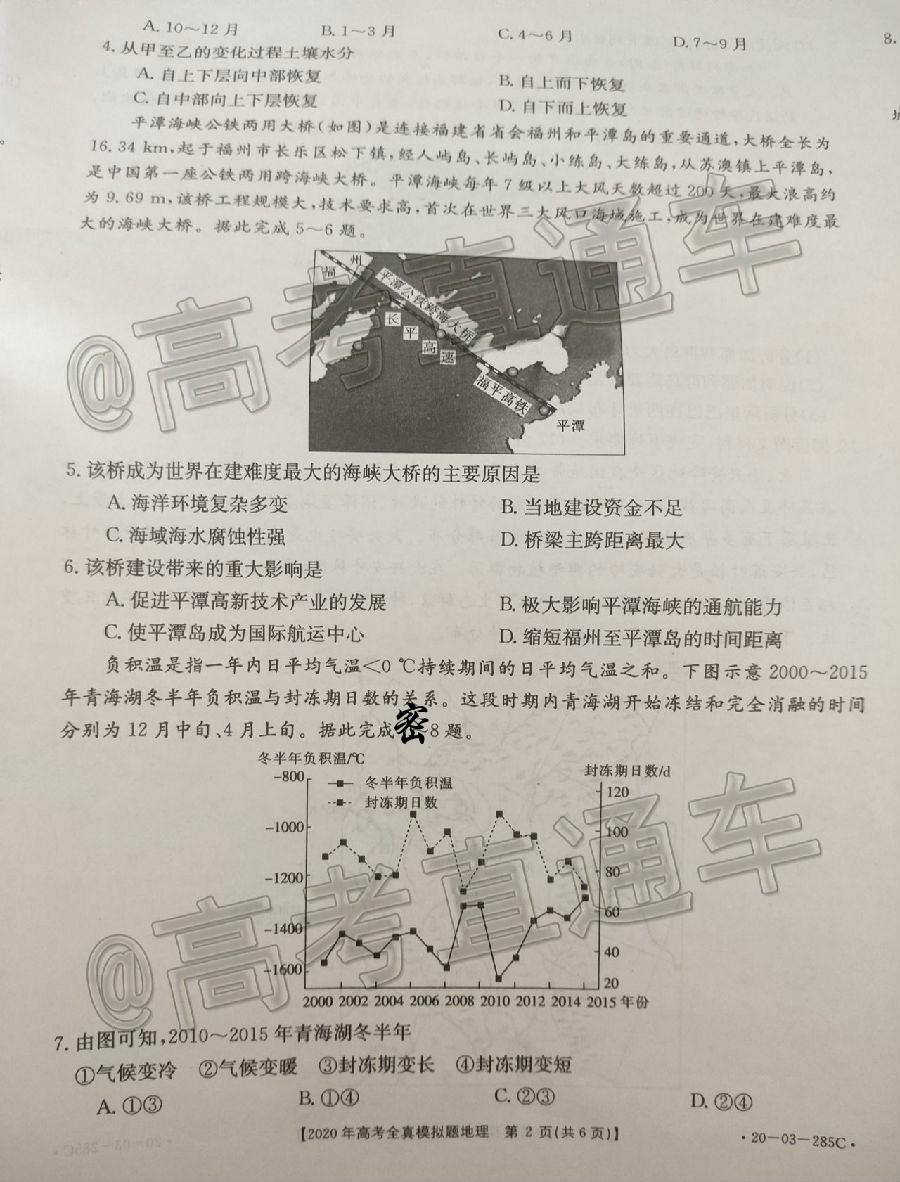 A. 10～12 月 B. 1～3 月 C. 4～6 月 D. 7～9 月
8.
4. 从甲至乙的变化过程土壤水分
A. 自上下层向中部恢复 B. 自上而下恢复
C. 自中部向上下层恢复 D. 自下而上恢复
平潭海峡公铁两用大桥(如图)是连接福建省省会福州和平潭岛的重要通道,大桥全长为
16. 34 km,起于福州市长乐区松下镇,经人屿岛、长屿岛、小练岛、大练岛,从苏澳镇上平潭岛,
是中国第一座公铁两用跨海峡大桥。平潭海峡每年 7 级以上大风天数超过 200 天,最大浪高约
为 9. 69 m,该桥工程规模大,技术要求高,首次在世界三大风口海域施工,成为世界在建难度最
大的海峡大桥。据此完成 5～6 题。
福州
平潭公铁跨海大桥
长平高速
福平高铁
平潭
@高考直通车
5. 该桥成为世界在建难度最大的海峡大桥的主要原因是
A. 海洋环境复杂多变 B. 当地建设资金不足
C. 海域海水腐蚀性强 D. 桥梁主跨距离最大
6. 该桥建设带来的重大影响是
A. 促进平潭高新技术产业的发展 B. 极大影响平潭海峡的通航能力
C. 使平潭岛成为国际航运中心 D. 缩短福州至平潭岛的时间距离
负积温是指一年内日平均气温<0 ℃持续期间的日平均气温之和。下图示意 2000～2015
年青海湖冬半年负积温与封冻期日数的关系。这段时期内青海湖开始冻结和完全消融的时间
分别为 12 月中旬、4 月上旬。据此完成密8 题。
冬半年负积温/℃ 封冻期日数/d
冬半年负积温
封冻期日数
-800
-1000
-1200
-1400
-1600
120
100
80
60
40
20
2000 2002 2004 2006 2008 2010 2012 2014 2015 年份
@高考直通车
7. 由图可知,2010～2015 年青海湖冬半年
①气候变冷 ②气候变暖 ③封冻期变长 ④封冻期变短
A. ①③ B. ①④ C. ②③ D. ②④
【2020 年高考全真模拟题地理 第 2 页(共 6 页)】
·20-03-285C·